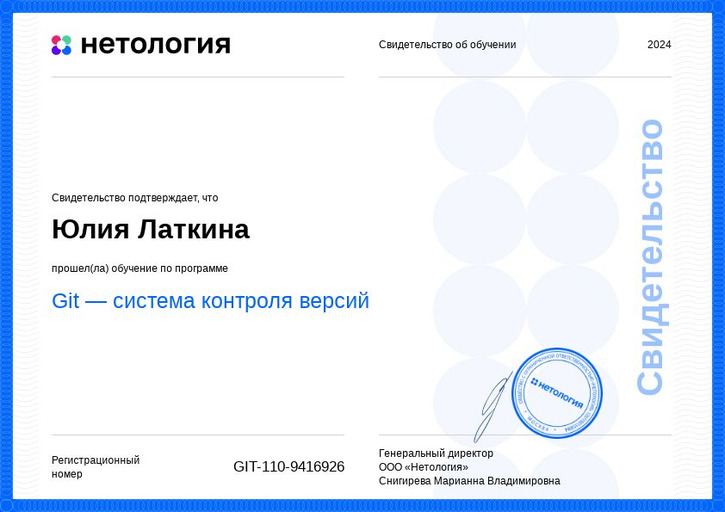 нетология
Свидетельство об обучении
2024
Свидетельство
Свидетельство подтверждает, что
Юлия Латкина
прошел(ла) обучение по программе
Git — система контроля версий
нетология
Регистрационный
номер
GIT-110-9416926
Генеральный директор
ООО «Нетология»
Снигирева Марианна Владимировна